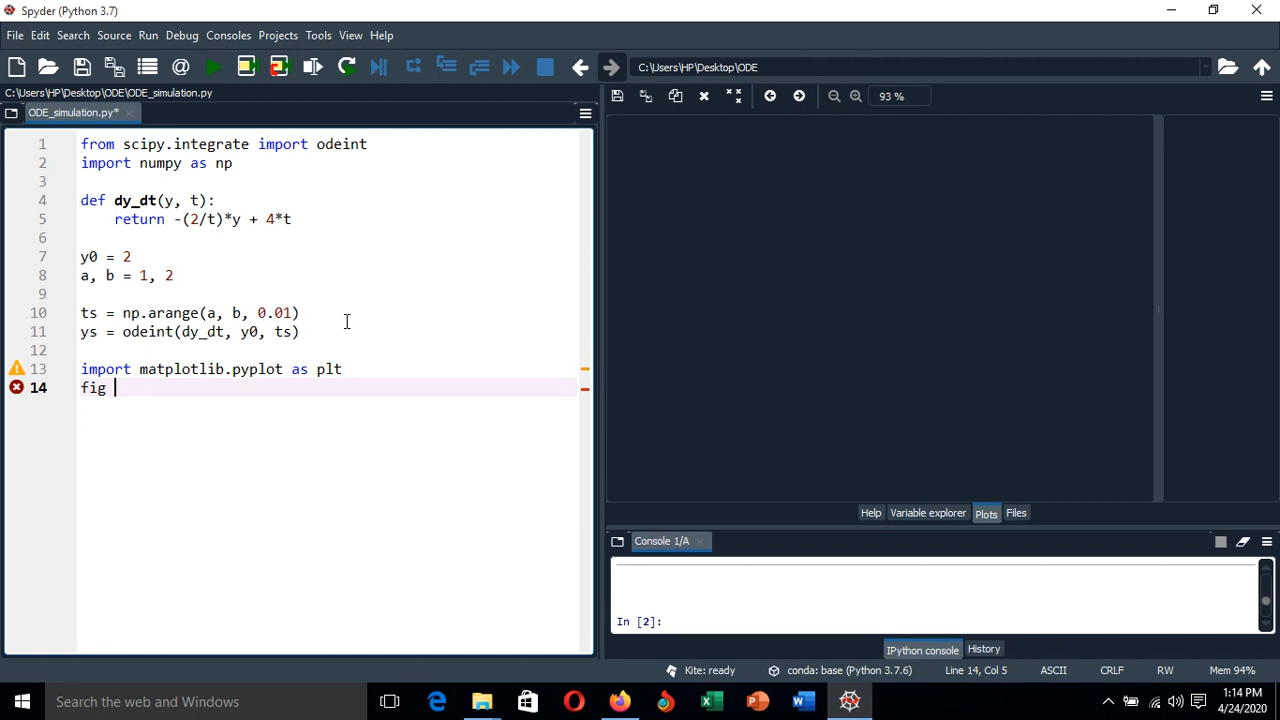 Spyder (Python 3.7)
File Edit Search Source Run Debug Consoles Projects Tools View Help
C:\Users\HP\Desktop\ODE
C:\Users\HP\Desktop\ODE\ODE_simulation.py
ODE_simulation.py*
93 %
1 from scipy.integrate import odeint
2 import numpy as np
3
4 def dy_dt(y, t):
5     return -(2/t)*y + 4*t
6
7 y0 = 2
8 a, b = 1, 2
9
10 ts = np.arange(a, b, 0.01)
11 ys = odeint(dy_dt, y0, ts)
12
13 import matplotlib.pyplot as plt
14 fig
Help Variable explorer Plots Files
Console 1/A
In [2]:
IPython console History
Kite: ready conda: base (Python 3.7.6) Line 14, Col 5 ASCII CRLF RW Mem 94%
Search the web and Windows
1:14 PM
4/24/2020